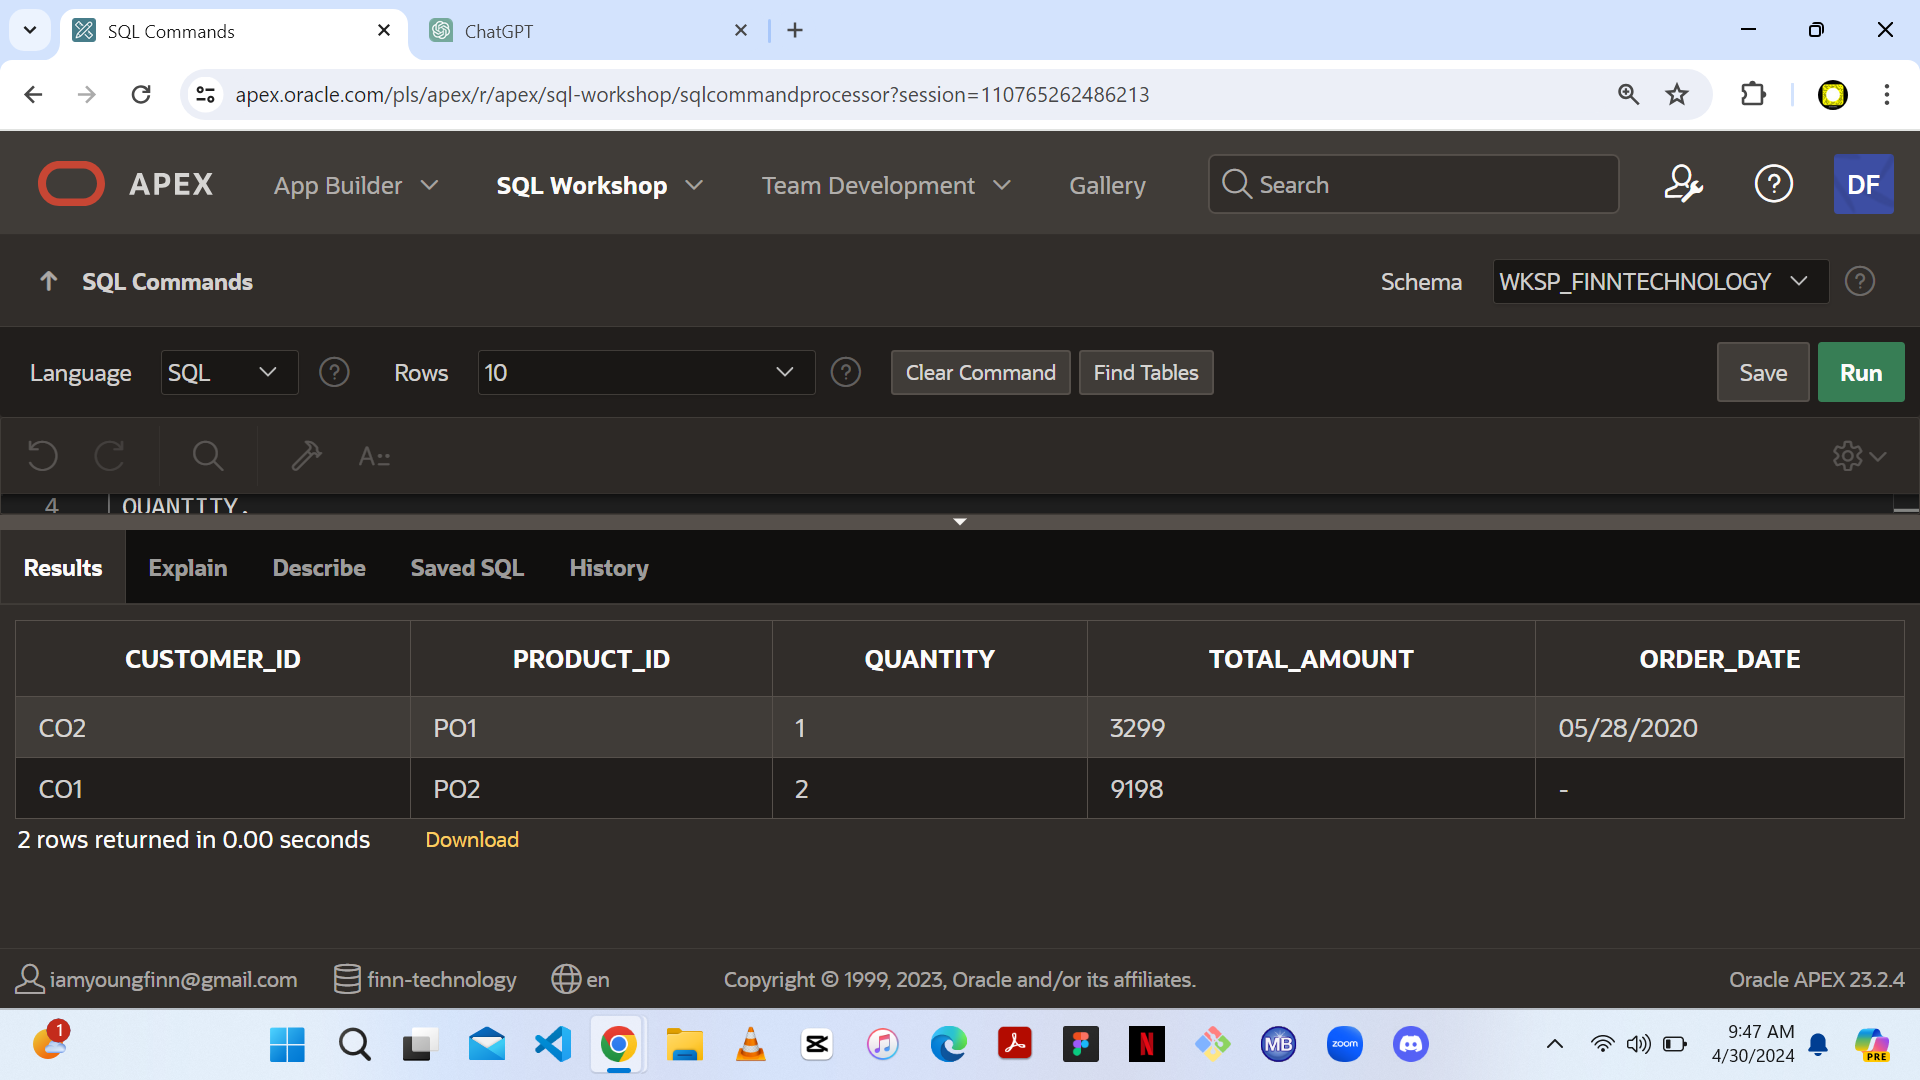 SQL Commands
ChatGPT
apex.oracle.com/pls/apex/r/apex/sql-workshop/sqlcommandprocessor?session=110765262486213
APEX App Builder SQL Workshop Team Development Gallery Search DF
SQL Commands Schema WKSP_FINNTECHNOLOGY
Language SQL Rows 10 Clear Command Find Tables Save Run
4 QUANTITY,
Results Explain Describe Saved SQL History
CUSTOMER_ID PRODUCT_ID QUANTITY TOTAL_AMOUNT ORDER_DATE
CO2 PO1 1 3299 05/28/2020
CO1 PO2 2 9198 -
2 rows returned in 0.00 seconds Download
iamyoungfinn@gmail.com finn-technology en Copyright © 1999, 2023, Oracle and/or its affiliates. Oracle APEX 23.2.4
1 MB zoom 9:47 AM PRE
4/30/2024